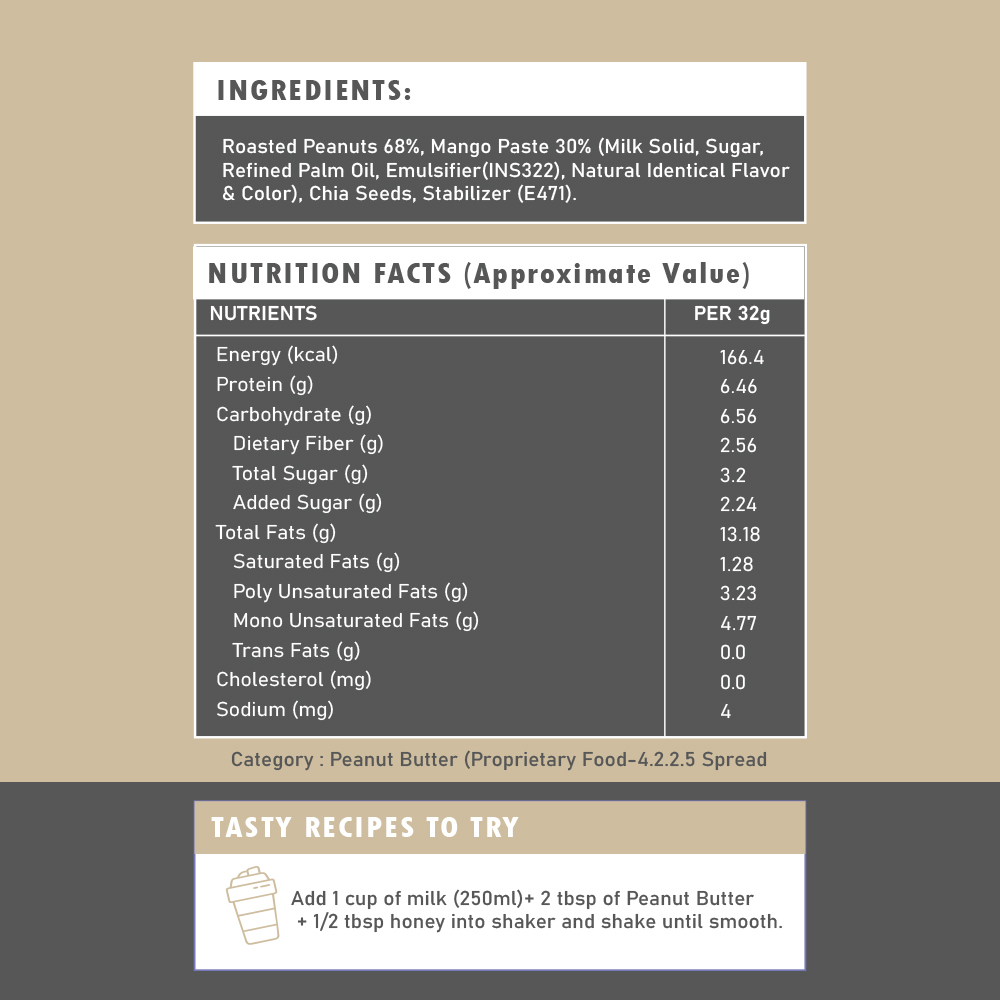 INGREDIENTS:
Roasted Peanuts 68%, Mango Paste 30% (Milk Solid, Sugar,
Refined Palm Oil, Emulsifier(INS322), Natural Identical Flavor
& Color), Chia Seeds, Stabilizer (E471).
NUTRITION FACTS (Approximate Value)
NUTRIENTS PER 32g
Energy (kcal) 166.4
Protein (g) 6.46
Carbohydrate (g) 6.56
Dietary Fiber (g) 2.56
Total Sugar (g) 3.2
Added Sugar (g) 2.24
Total Fats (g) 13.18
Saturated Fats (g) 1.28
Poly Unsaturated Fats (g) 3.23
Mono Unsaturated Fats (g) 4.77
Trans Fats (g) 0.0
Cholesterol (mg) 0.0
Sodium (mg) 4
Category : Peanut Butter (Proprietary Food-4.2.2.5 Spread
TASTY RECIPES TO TRY
Add 1 cup of milk (250ml)+ 2 tbsp of Peanut Butter
+ 1/2 tbsp honey into shaker and shake until smooth.